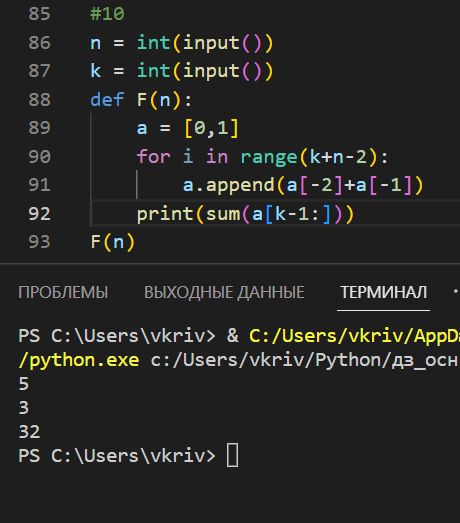 85 #10
86 n = int(input())
87 k = int(input())
88 def F(n):
89 a = [0,1]
90 for i in range(k+n-2):
91 a.append(a[-2]+a[-1])
92 print(sum(a[k-1:]))
93 F(n)
ПРОБЛЕМЫ ВЫХОДНЫЕ ДАННЫЕ ТЕРМИНАЛ
PS C:\Users\vkriv> & C:/Users/vkriv/AppDa
/python.exe c:/Users/vkriv/Python/дз_осн
5
3
32
PS C:\Users\vkriv>